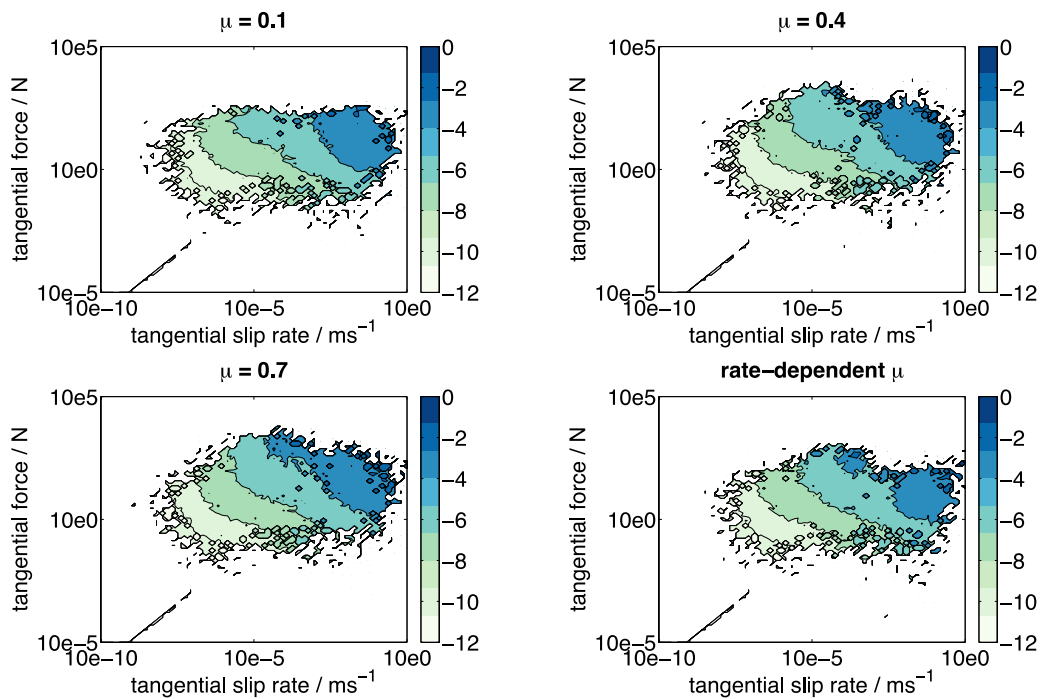 μ = 0.1
10e5
10e0
10e−5
tangential force / N
10e−10
10e−5
10e0
tangential slip rate / ms⁻¹
0
−2
−4
−6
−8
−10
−12
μ = 0.4
10e5
10e0
10e−5
tangential force / N
10e−10
10e−5
10e0
tangential slip rate / ms⁻¹
0
−2
−4
−6
−8
−10
−12
μ = 0.7
10e5
10e0
10e−5
tangential force / N
10e−10
10e−5
10e0
tangential slip rate / ms⁻¹
0
−2
−4
−6
−8
−10
−12
rate−dependent μ
10e5
10e0
10e−5
tangential force / N
10e−10
10e−5
10e0
tangential slip rate / ms⁻¹
0
−2
−4
−6
−8
−10
−12